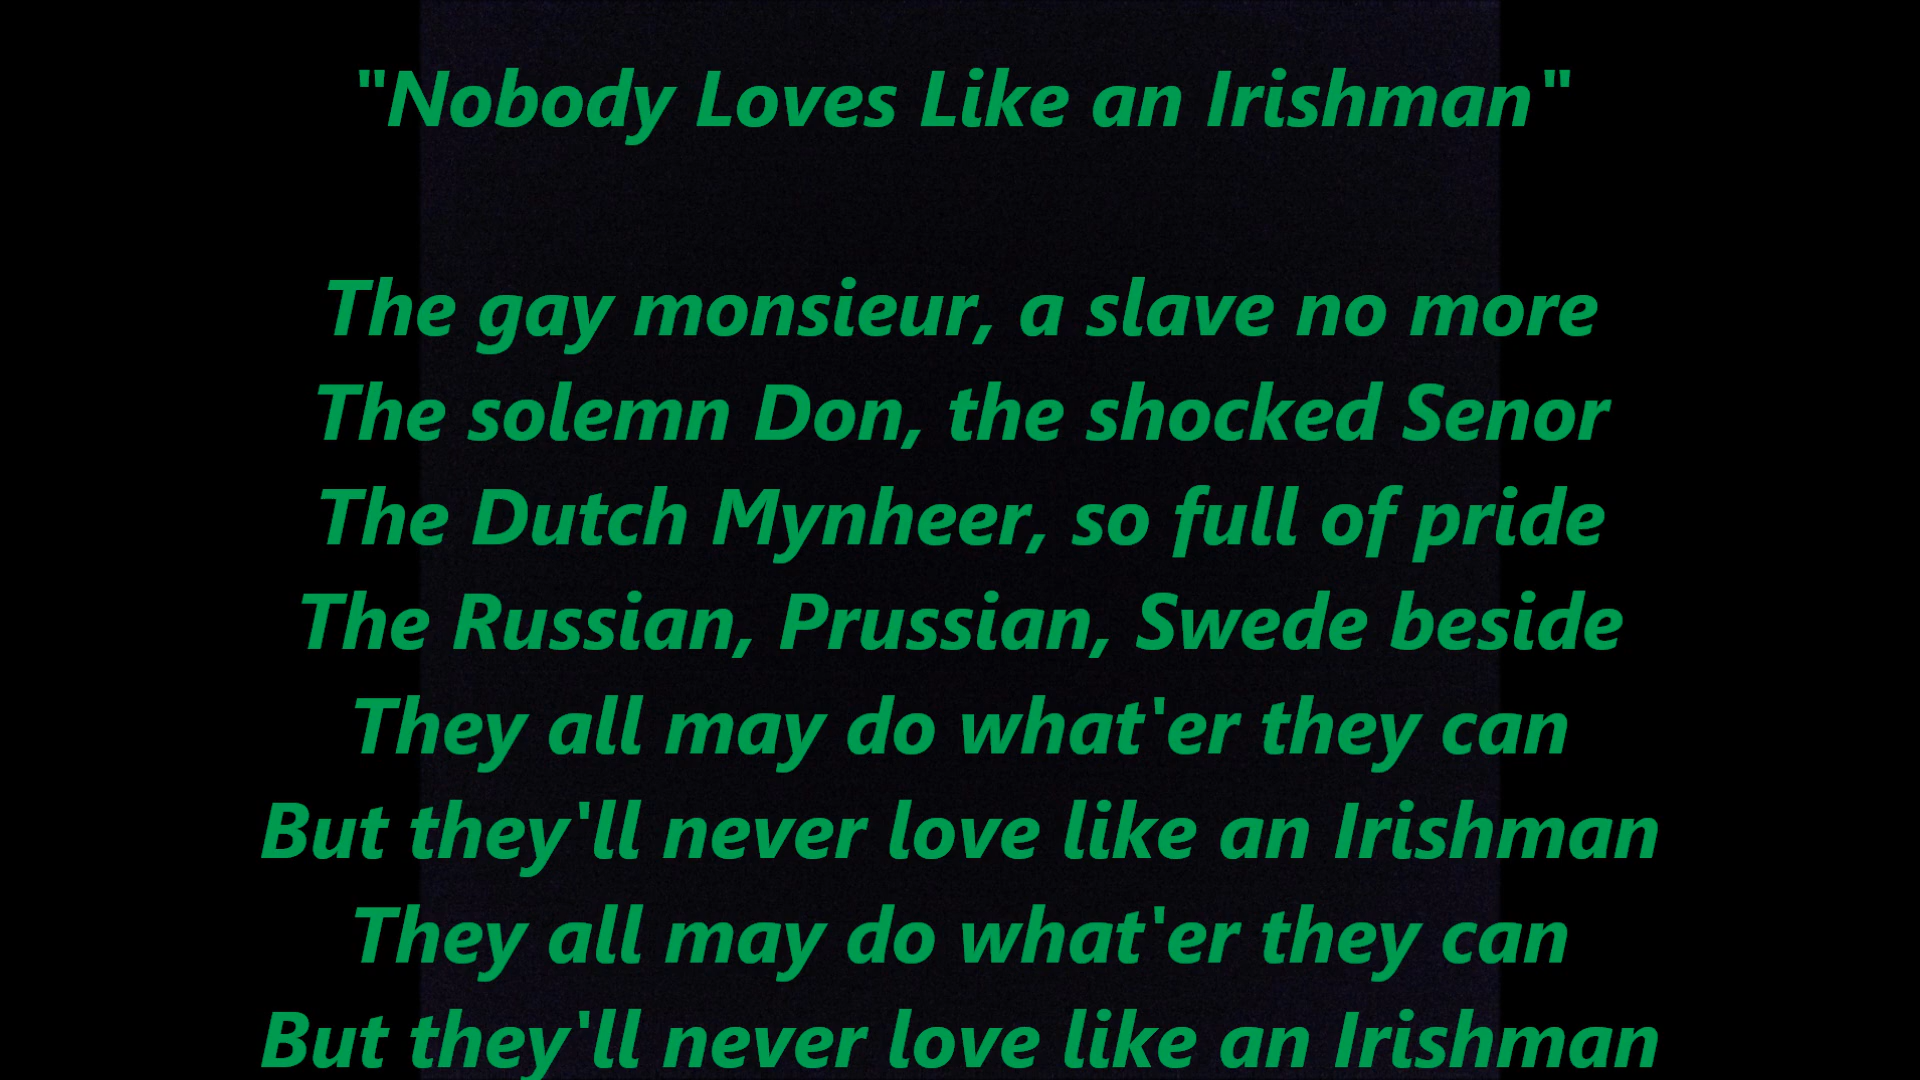 "Nobody Loves Like an Irishman"
The gay monsieur, a slave no more
The solemn Don, the shocked Senor
The Dutch Mynheer, so full of pride
The Russian, Prussian, Swede beside
They all may do what'er they can
But they'll never love like an Irishman
They all may do what'er they can
But they'll never love like an Irishman